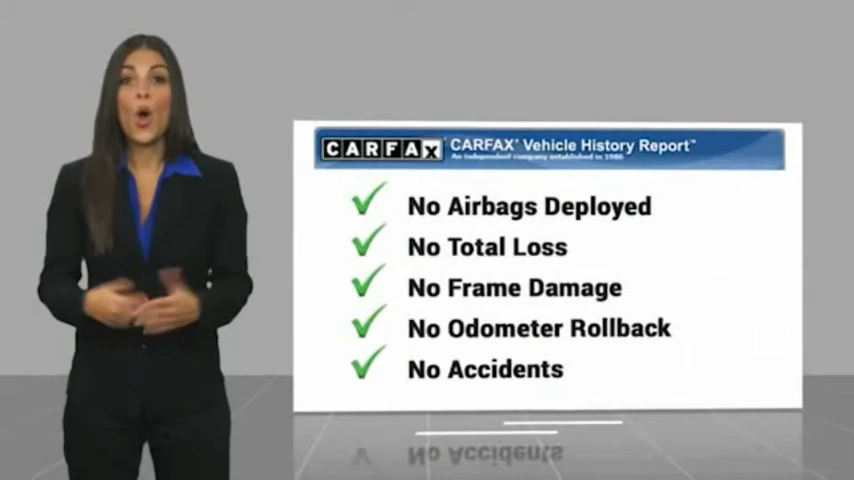 CARFAX CARFAX Vehicle History Report™
An independent company established in 1986
No Airbags Deployed
No Total Loss
No Frame Damage
No Odometer Rollback
No Accidents
No Accidents